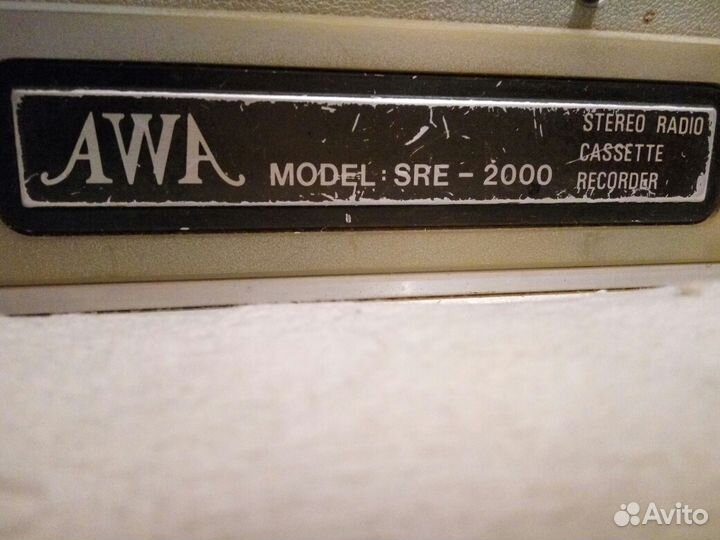 AWA
MODEL: SRE - 2000
STEREO RADIO
CASSETTE
RECORDER
Avito